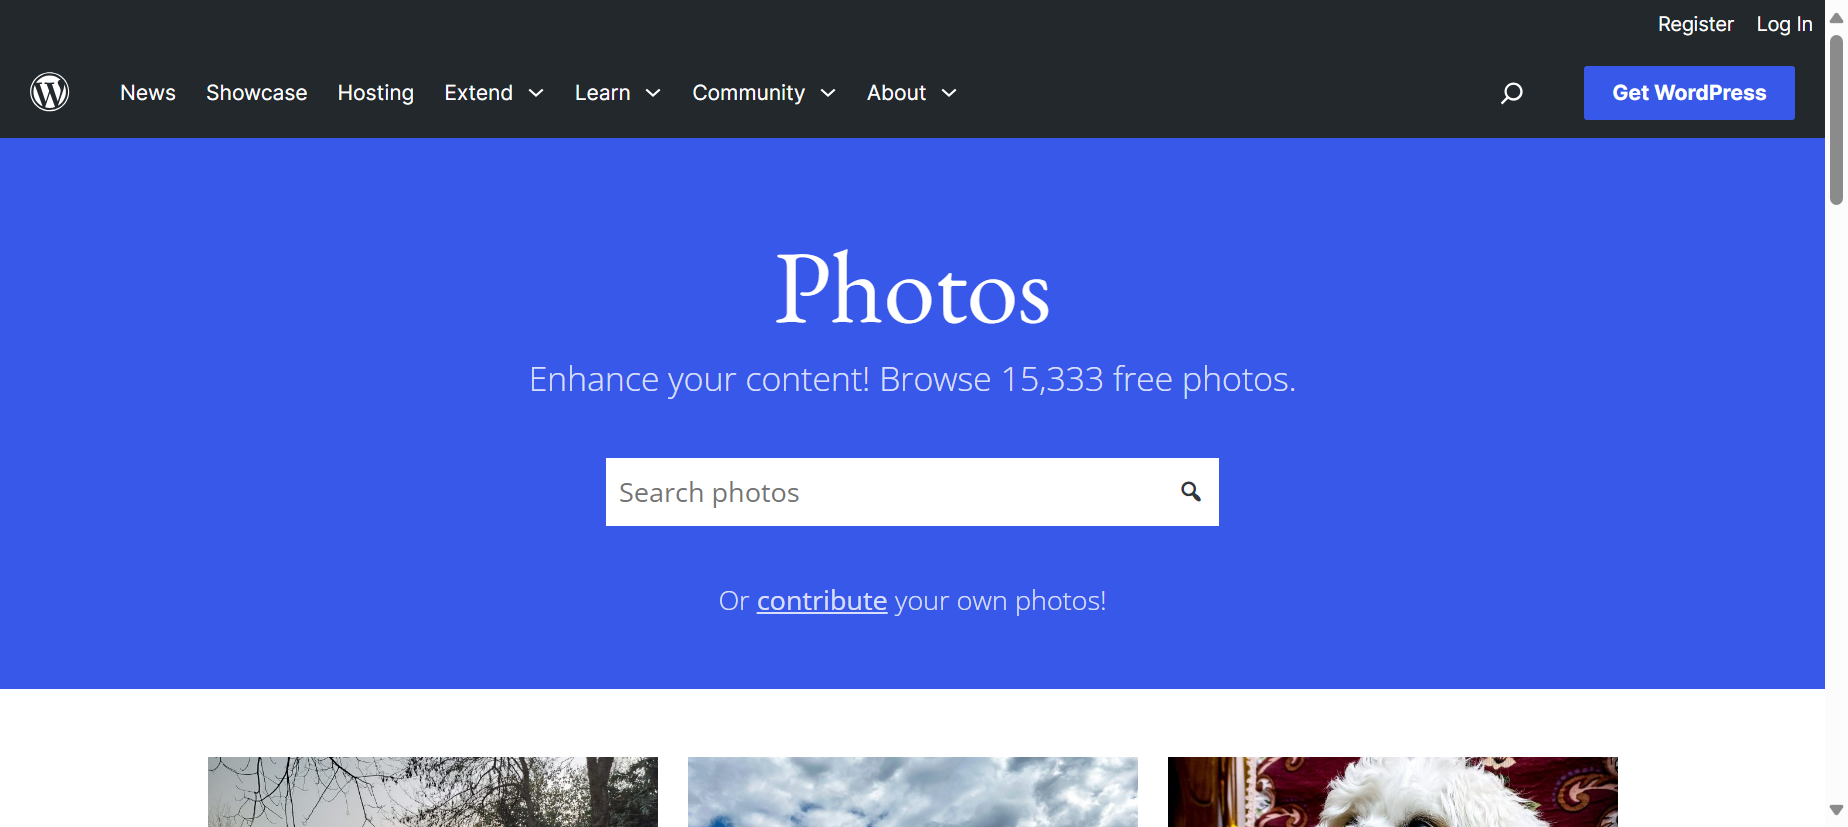 Register Log In
News Showcase Hosting Extend Learn Community About Get WordPress
Photos
Enhance your content! Browse 15,333 free photos.
Search photos
Or contribute your own photos!